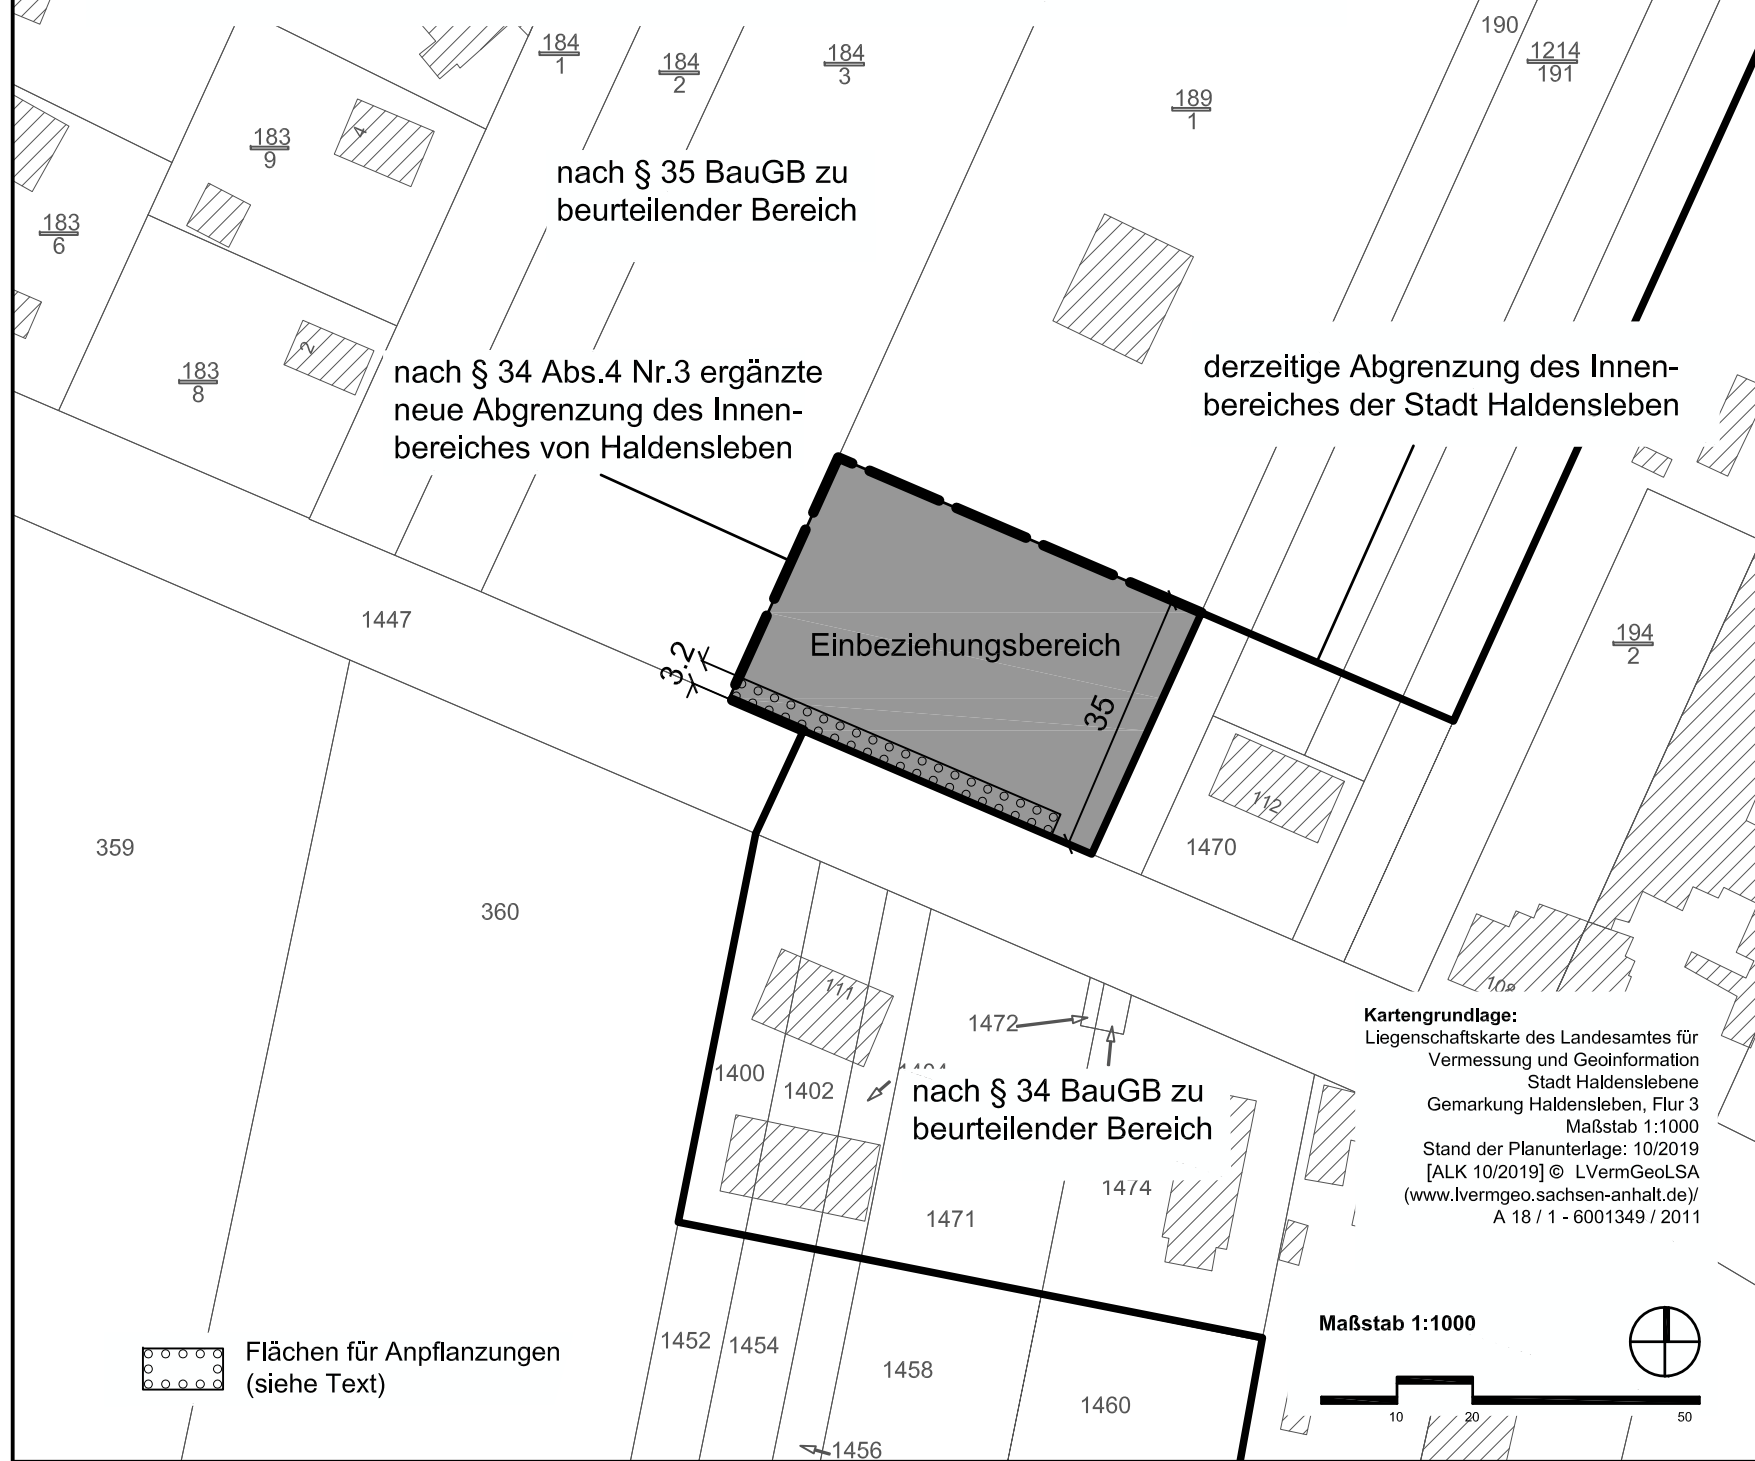 190
184
1
184
2
184
3
1214
191
189
1
183
9
4
nach § 35 BauGB zu
beurteilender Bereich
183
6
2
183
8
nach § 34 Abs.4 Nr.3 ergänzte
neue Abgrenzung des Innen-
bereiches von Haldensleben
derzeitige Abgrenzung des Innen-
bereiches der Stadt Haldensleben
1447
3.2
Einbeziehungsbereich
35
194
2
112
1470
359
360
111
1472
1400
1402
nach § 34 BauGB zu
beurteilender Bereich
1474
1471
Kartengrundlage:
Liegenschaftskarte des Landesamtes für
Vermessung und Geoinformation
Stadt Haldenslebene
Gemarkung Haldensleben, Flur 3
Maßstab 1:1000
Stand der Planunterlage: 10/2019
[ALK 10/2019] © LVermGeoLSA
(www.lvermgeo.sachsen-anhalt.de)/
A 18 / 1 - 6001349 / 2011
1452
1454
1458
1460
1456
Flächen für Anpflanzungen
(siehe Text)
Maßstab 1:1000
10
20
50